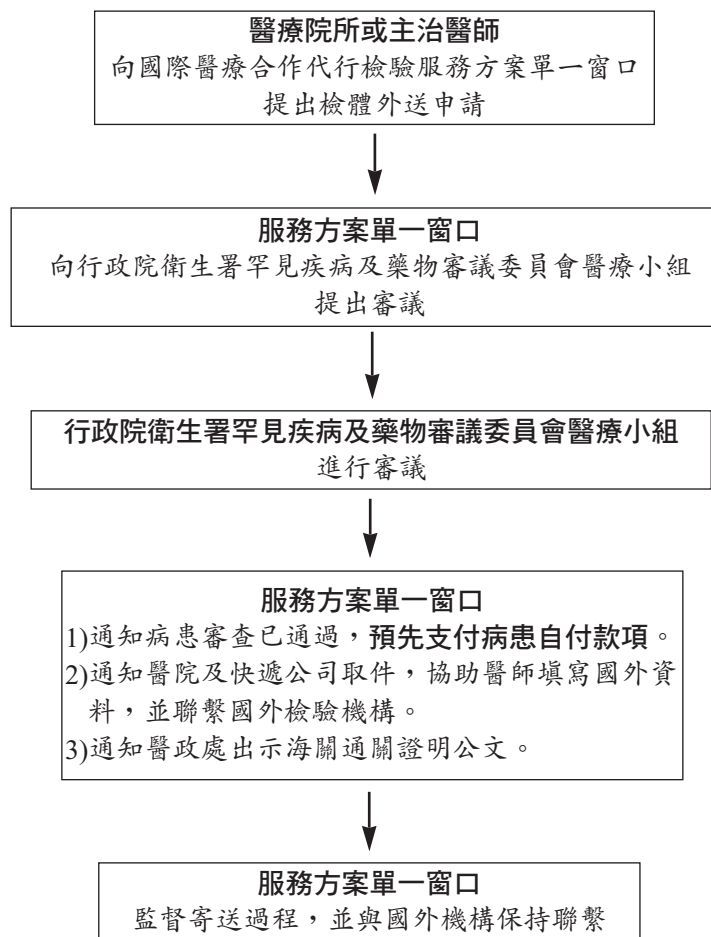 醫療院所或主治醫師
向國際醫療合作代行檢驗服務方案單一窗口
提出檢體外送申請
服務方案單一窗口
向行政院衛生署罕見疾病及藥物審議委員會醫療小組
提出審議
行政院衛生署罕見疾病及藥物審議委員會醫療小組
進行審議
服務方案單一窗口
1)通知病患審查已通過，預先支付病患自付款項。
2)通知醫院及快遞公司取件，協助醫師填寫國外資
料，並聯繫國外檢驗機構。
3)通知醫政處出示海關通關證明公文。
服務方案單一窗口
監督寄送過程，並與國外機構保持聯繫